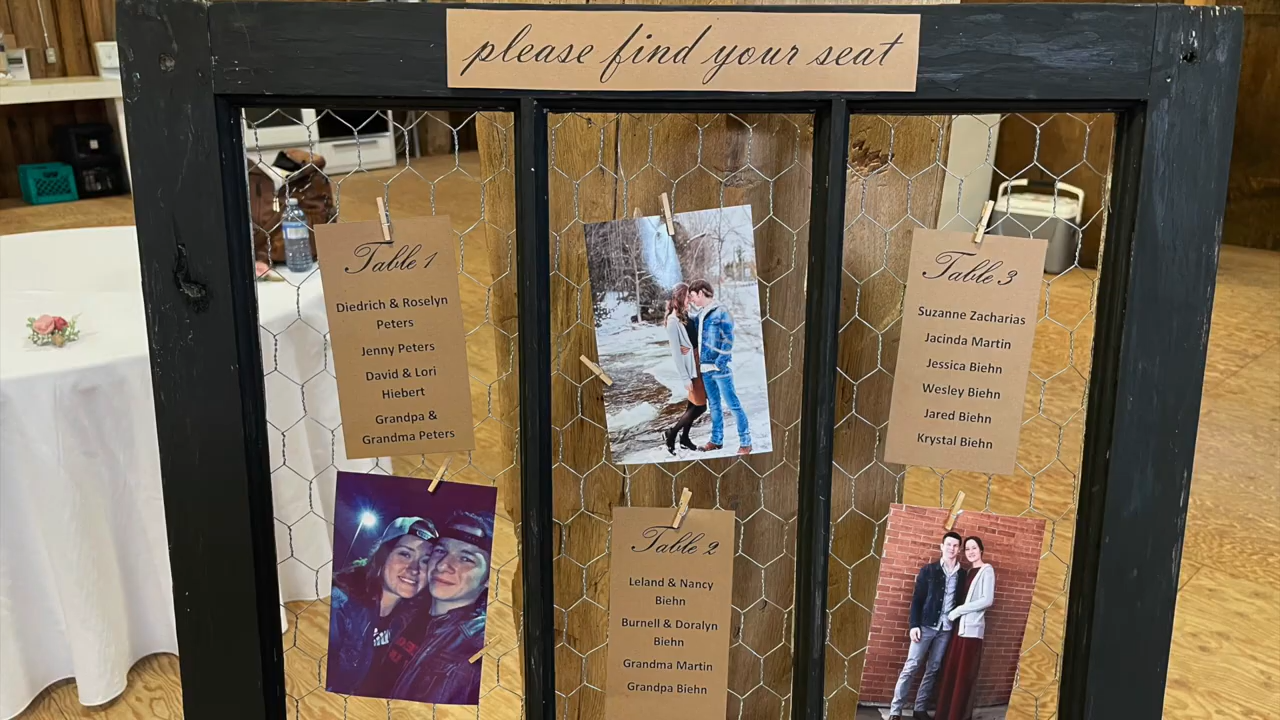 please find your seat
Table 1
Diedrich & Roselyn
Peters
Jenny Peters
David & Lori
Hiebert
Grandpa &
Grandma Peters
Table 2
Leland & Nancy
Biehn
Burnell & Doralyn
Biehn
Grandma Martin
Grandpa Biehn
Table 3
Suzanne Zacharias
Jacinda Martin
Jessica Biehn
Wesley Biehn
Jared Biehn
Krystal Biehn